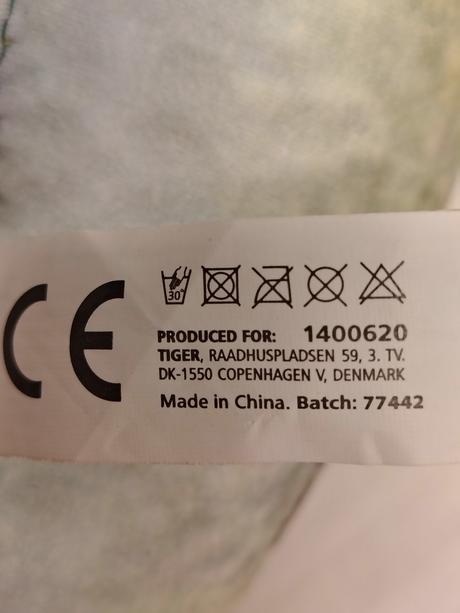 CE
30°
PRODUCED FOR: 1400620
TIGER, RAADHUSPLADSEN 59, 3. TV.
DK-1550 COPENHAGEN V, DENMARK
Made in China. Batch: 77442